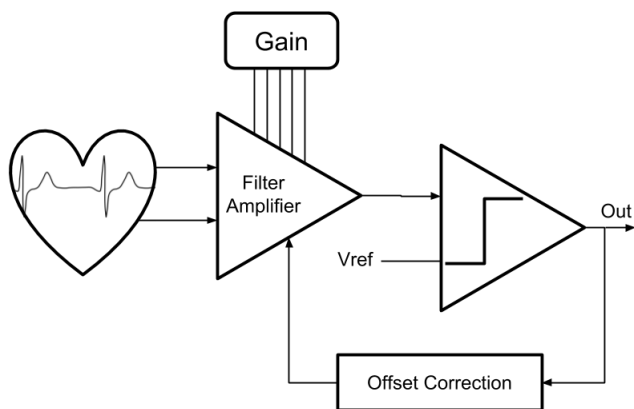 Gain
Filter
Amplifier
Out
Vref
Offset Correction